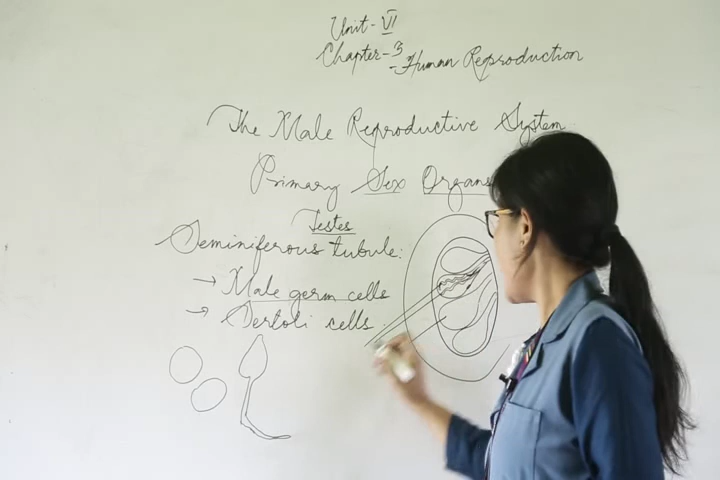 Unit-VI
Chapter-3
-Human Reproduction
The Male Reproductive System
Primary Sex Organs
Testes
Seminiferous tubule:
→ Male germ cells
→ Sertoli cells